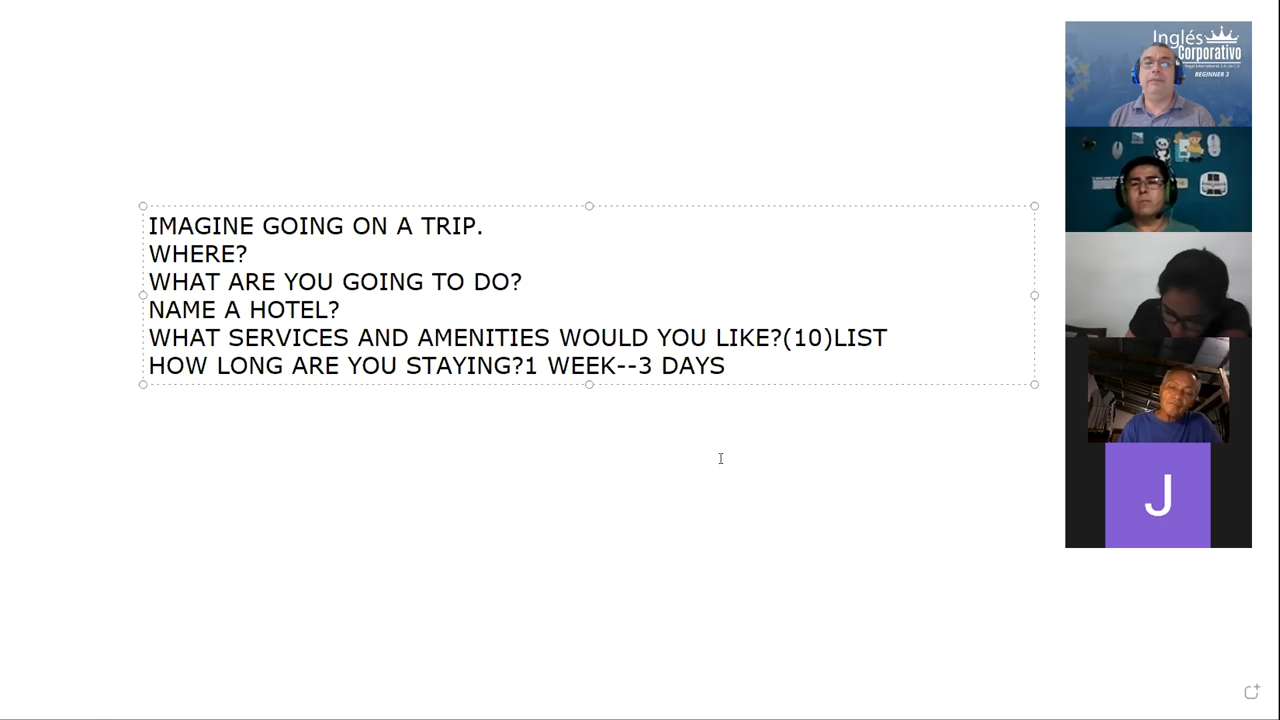 IMAGINE GOING ON A TRIP.
WHERE?
WHAT ARE YOU GOING TO DO?
NAME A HOTEL?
WHAT SERVICES AND AMENITIES WOULD YOU LIKE?(10)LIST
HOW LONG ARE YOU STAYING?1 WEEK--3 DAYS
Inglés
Corporativo
BEGINNER 3
J